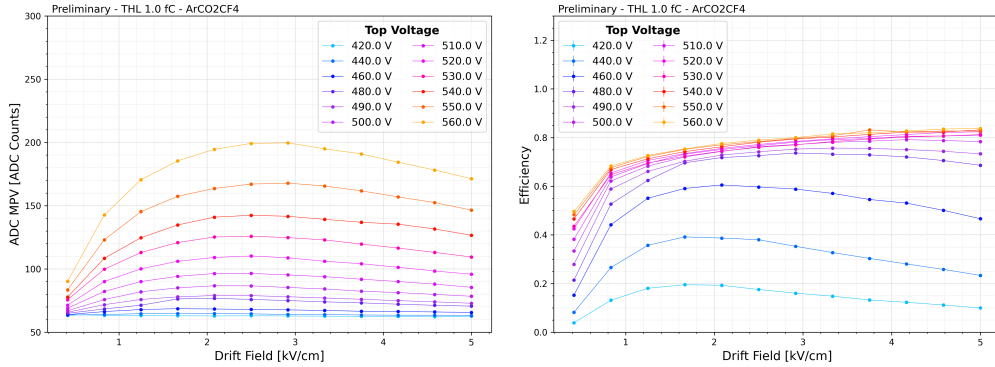 Preliminary - THL 1.0 fC - ArCO2CF4
Top Voltage
420.0 V
440.0 V
460.0 V
480.0 V
490.0 V
500.0 V
510.0 V
520.0 V
530.0 V
540.0 V
550.0 V
560.0 V
ADC MPV [ADC Counts]
300
250
200
150
100
50
1
2
3
4
5
Drift Field [kV/cm]
Preliminary - THL 1.0 fC - ArCO2CF4
Top Voltage
420.0 V
440.0 V
460.0 V
480.0 V
490.0 V
500.0 V
510.0 V
520.0 V
530.0 V
540.0 V
550.0 V
560.0 V
Efficiency
1.2
1.0
0.8
0.6
0.4
0.2
0.0
1
2
3
4
5
Drift Field [kV/cm]